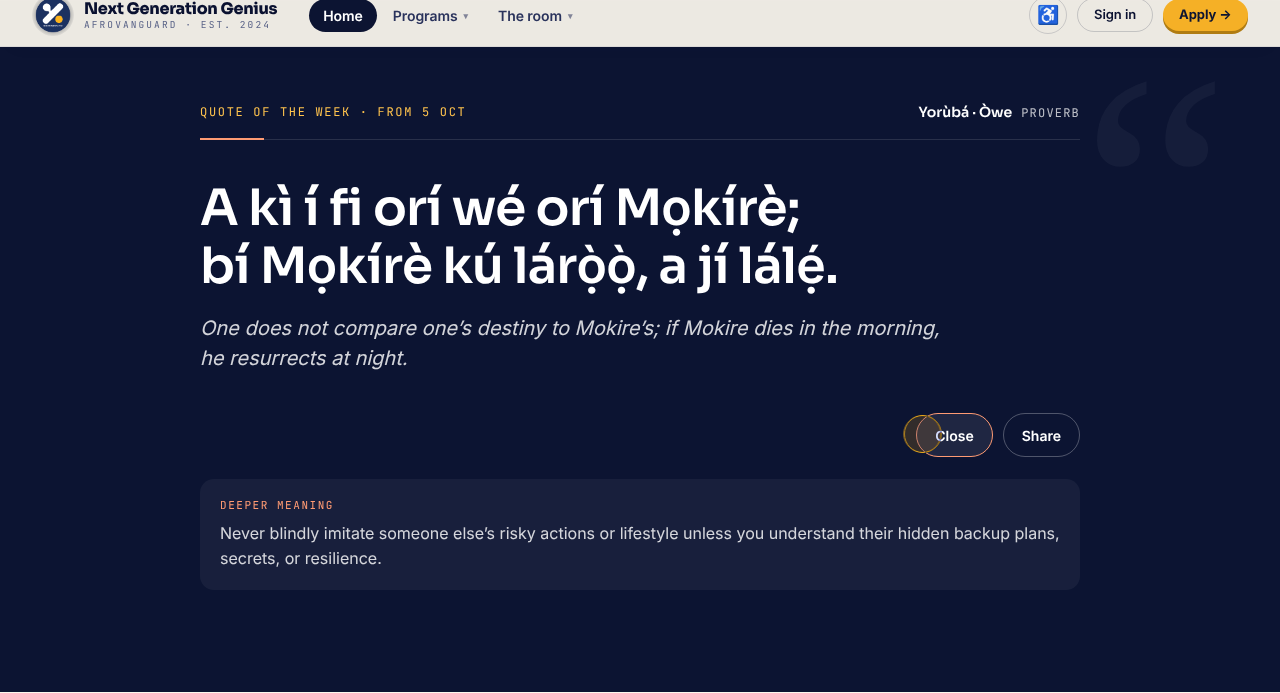 Next Generation Genius
AFROVANGUARD · EST. 2024
Home
Programs ▾
The room ▾
Sign in
Apply →
QUOTE OF THE WEEK · FROM 5 OCT
Yorùbá · Òwe PROVERB
A kì í fi orí wé orí Mọkírè;
bí Mọkírè kú lárọ̀ọ̀, a jí lálẹ́.
One does not compare one’s destiny to Mokire’s; if Mokire dies in the morning,
he resurrects at night.
Close
Share
DEEPER MEANING
Never blindly imitate someone else’s risky actions or lifestyle unless you understand their hidden backup plans,
secrets, or resilience.